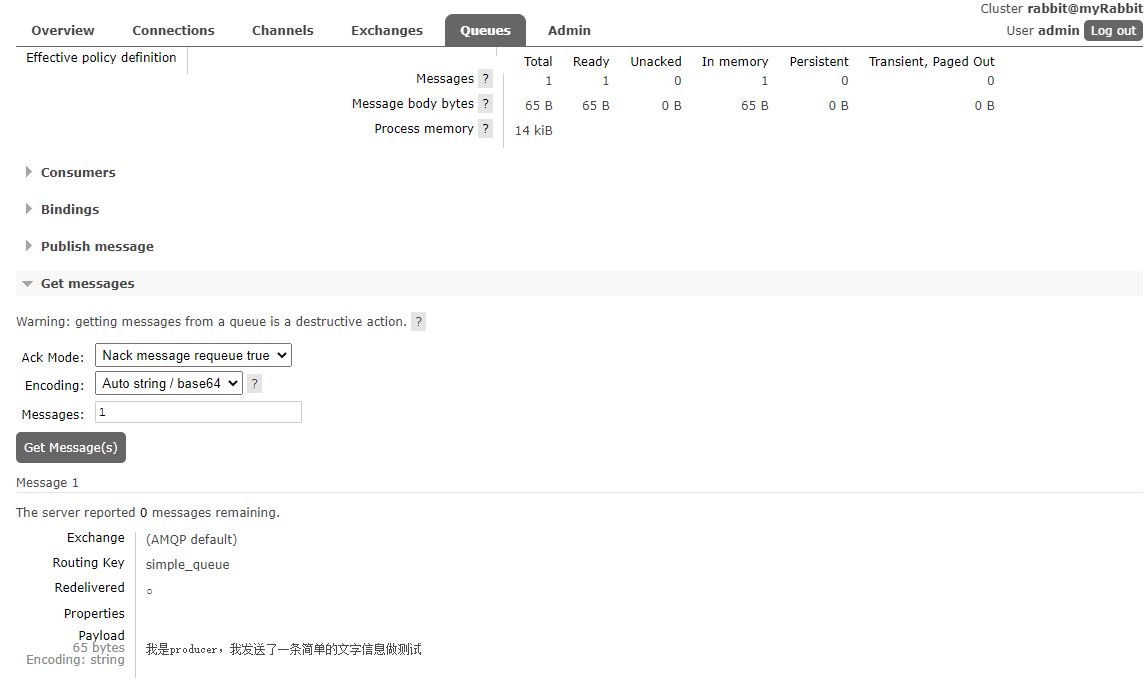 Cluster rabbit@myRabbit
Overview Connections Channels Exchanges Queues Admin User admin Log out
Effective policy definition
Total Ready Unacked In memory Persistent Transient, Paged Out
Messages ? 1 1 0 1 0 0
Message body bytes ? 65 B 65 B 0 B 65 B 0 B 0 B
Process memory ? 14 kiB
Consumers
Bindings
Publish message
Get messages
Warning: getting messages from a queue is a destructive action. ?
Ack Mode: Nack message requeue true
Encoding: Auto string / base64 ?
Messages: 1
Get Message(s)
Message 1
The server reported 0 messages remaining.
Exchange (AMQP default)
Routing Key simple_queue
Redelivered ○
Properties
Payload
65 bytes 我是producer，我发送了一条简单的文字信息做测试
Encoding: string